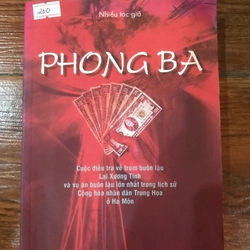 Nhiều tác giả
200
PHONG BA
Cuộc điều tra về trùm buôn lậu
Lại Xương Tinh
và vụ án buôn lậu lớn nhất trong lịch sử
Cộng hòa nhân dân Trung Hoa
ở Hạ Môn